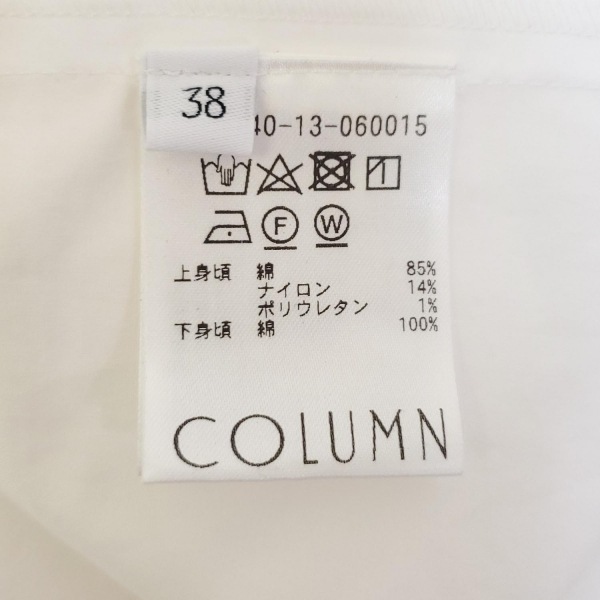 38
40-13-060015
F W
上身頃 綿 85%
ナイロン 14%
ポリウレタン 1%
下身頃 綿 100%
COLUMN